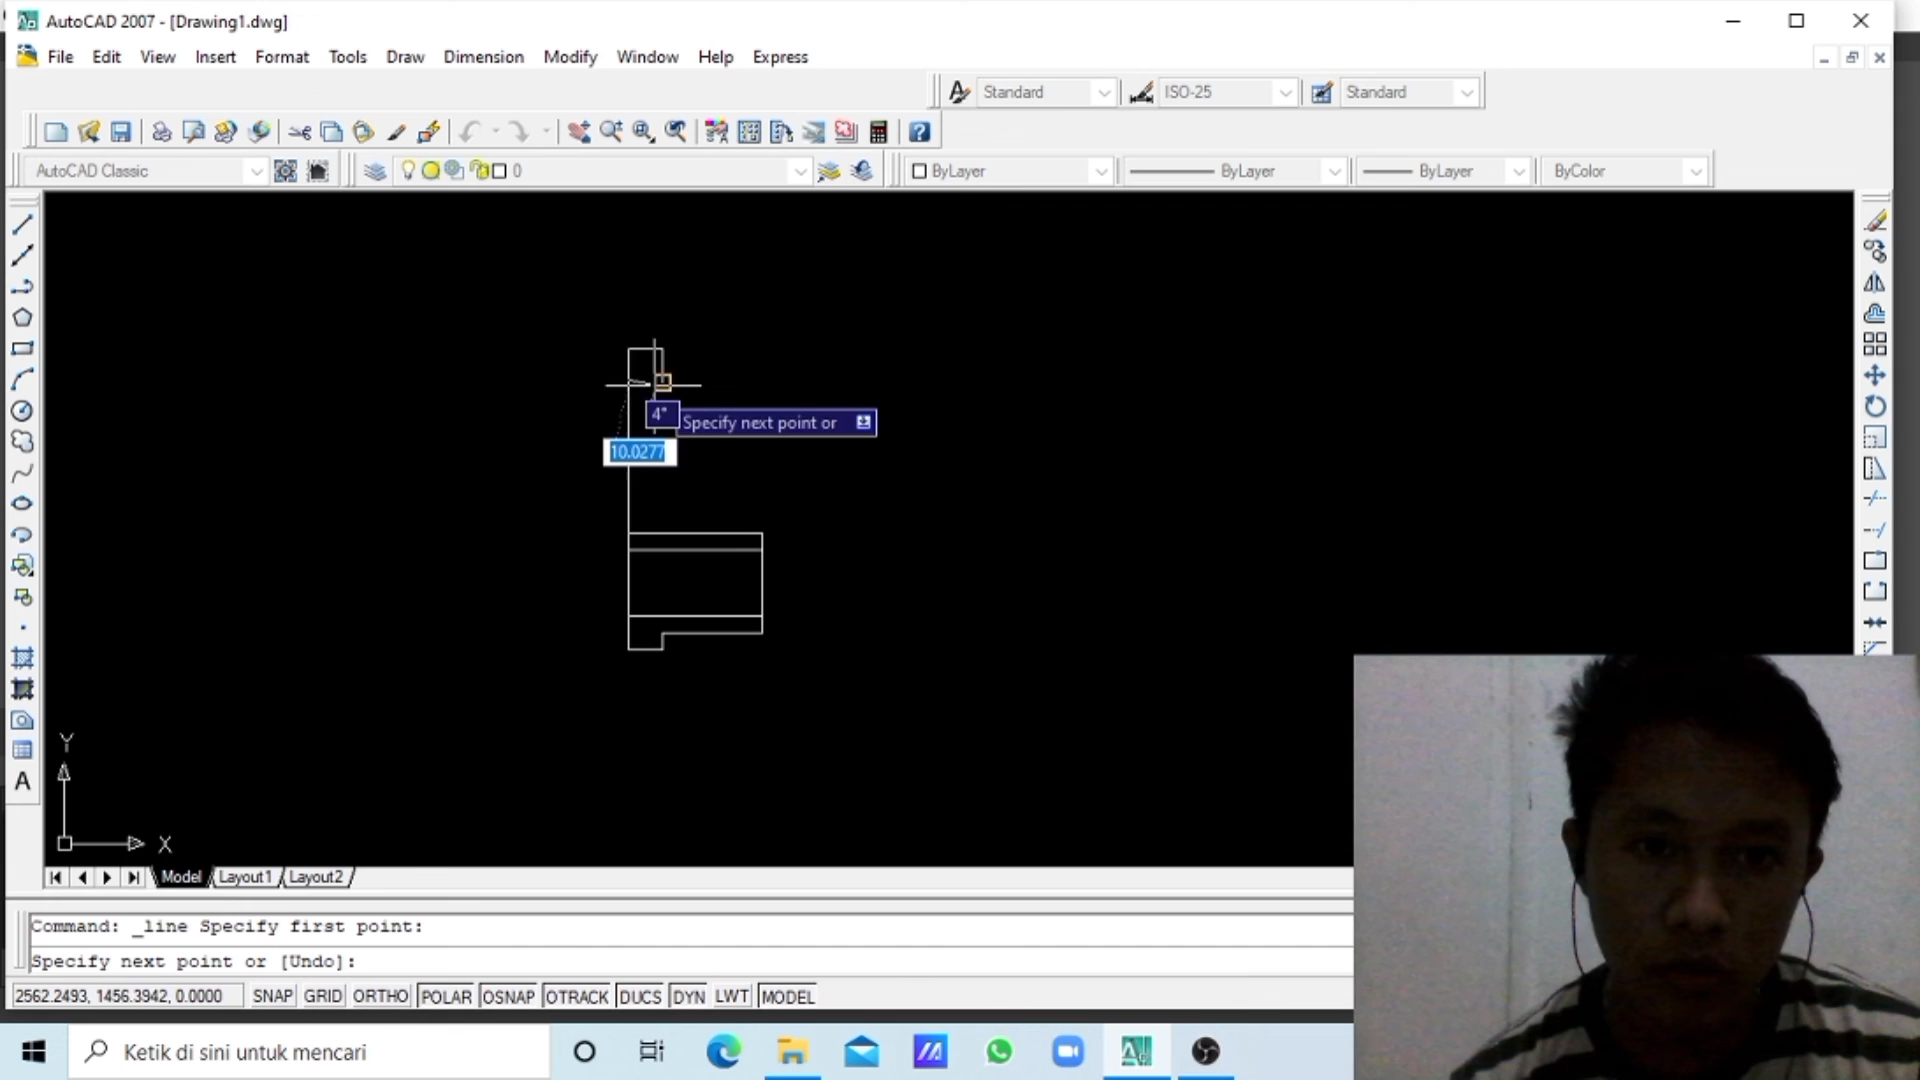 AutoCAD 2007 - [Drawing1.dwg]
File Edit View Insert Format Tools Draw Dimension Modify Window Help Express
Standard ISO-25 Standard
AutoCAD Classic 0 ByLayer ByLayer ByLayer ByColor
4° Specify next point or
10.0277
Y
X
Model Layout1 Layout2
A
Command: _line Specify first point:
Specify next point or [Undo]:
2562.2493, 1456.3942, 0.0000 SNAP GRID ORTHO POLAR OSNAP OTRACK DUCS DYN LWT MODEL
Ketik di sini untuk mencari